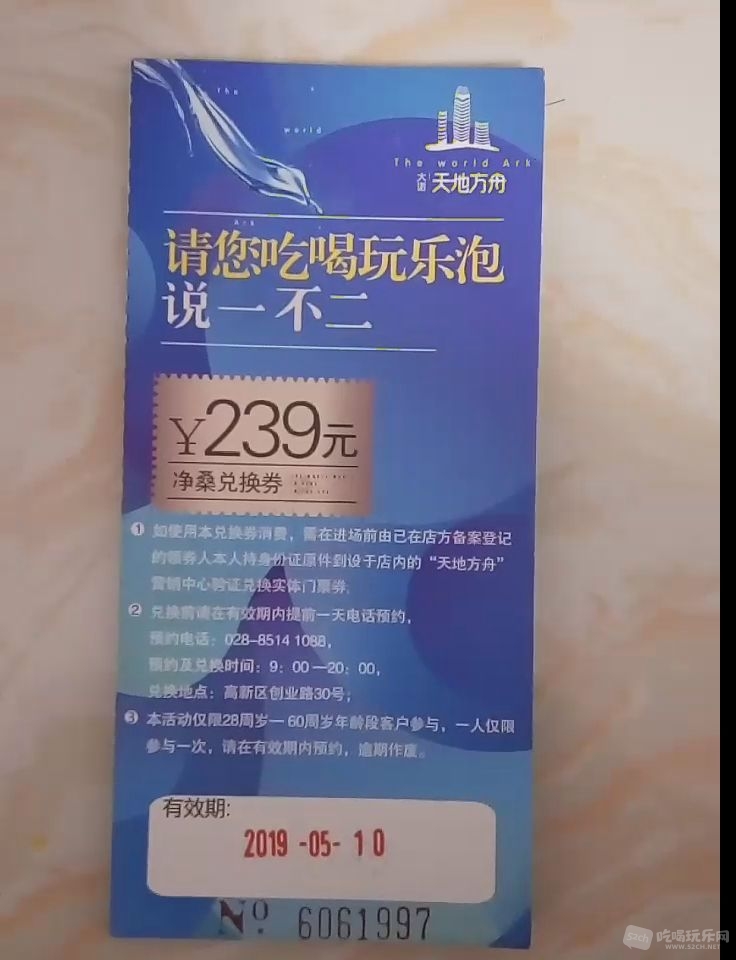 The
world
Ark
The world Ark
大源 天地方舟
请您吃喝玩乐泡
说一不二
¥239元
净桑兑换券
① 如使用本兑换券消费，需在进场前由已在店方备案登记
的领券人本人持身份证原件到设于店内的“天地方舟”
营销中心验证兑换实体门票券；
② 兑换前请在有效期内提前一天电话预约，
预约电话：028-8514 1088，
预约及兑换时间：9：00—20：00，
兑换地点：高新区创业路30号；
③ 本活动仅限28周岁—60周岁年龄段客户参与，一人仅限
参与一次，请在有效期内预约，逾期作废。
有效期:
2019-05-10
Nº 6061997
吃喝玩乐网
WWW.SZCH.NET